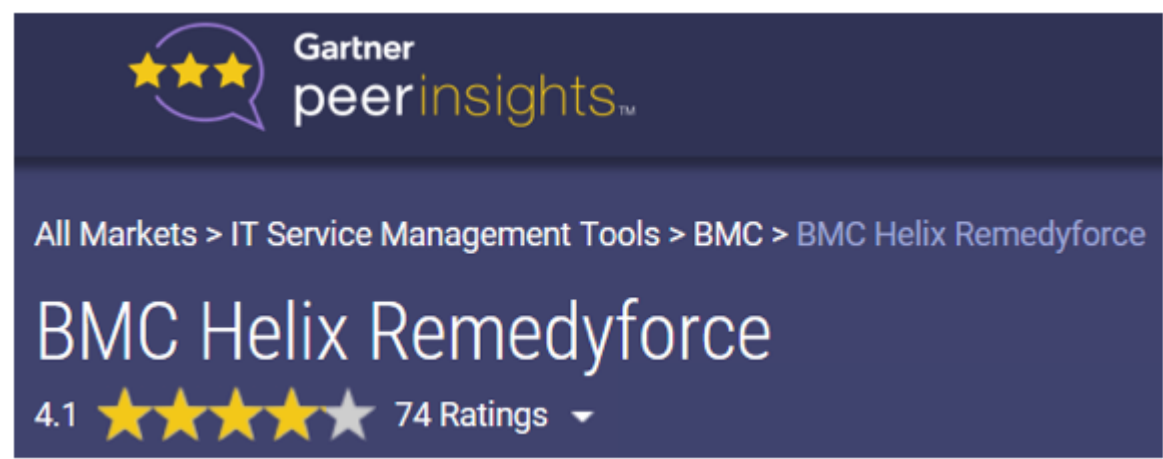 Gartner
peerinsights™
All Markets > IT Service Management Tools > BMC > BMC Helix Remedyforce
BMC Helix Remedyforce
4.1 74 Ratings